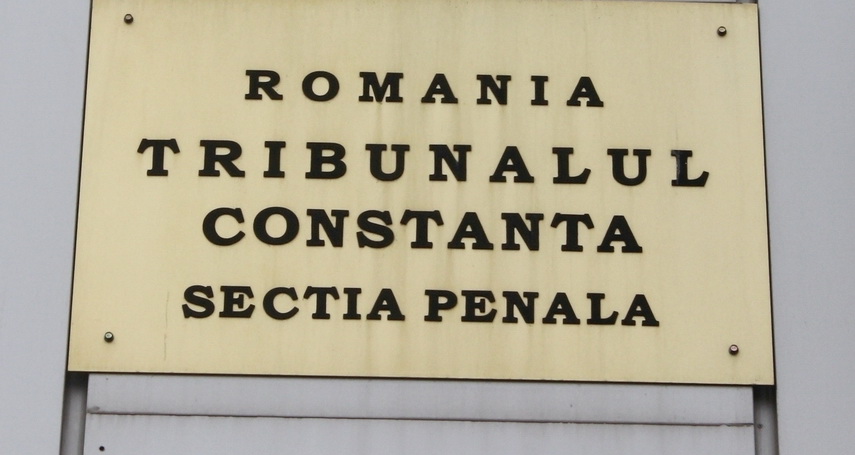 ROMANIA
TRIBUNALUL
CONSTANTA
SECTIA PENALA